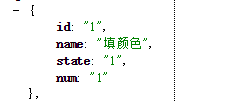 - {
id: "1",
name: "填颜色",
state: "1",
num: "1"
},